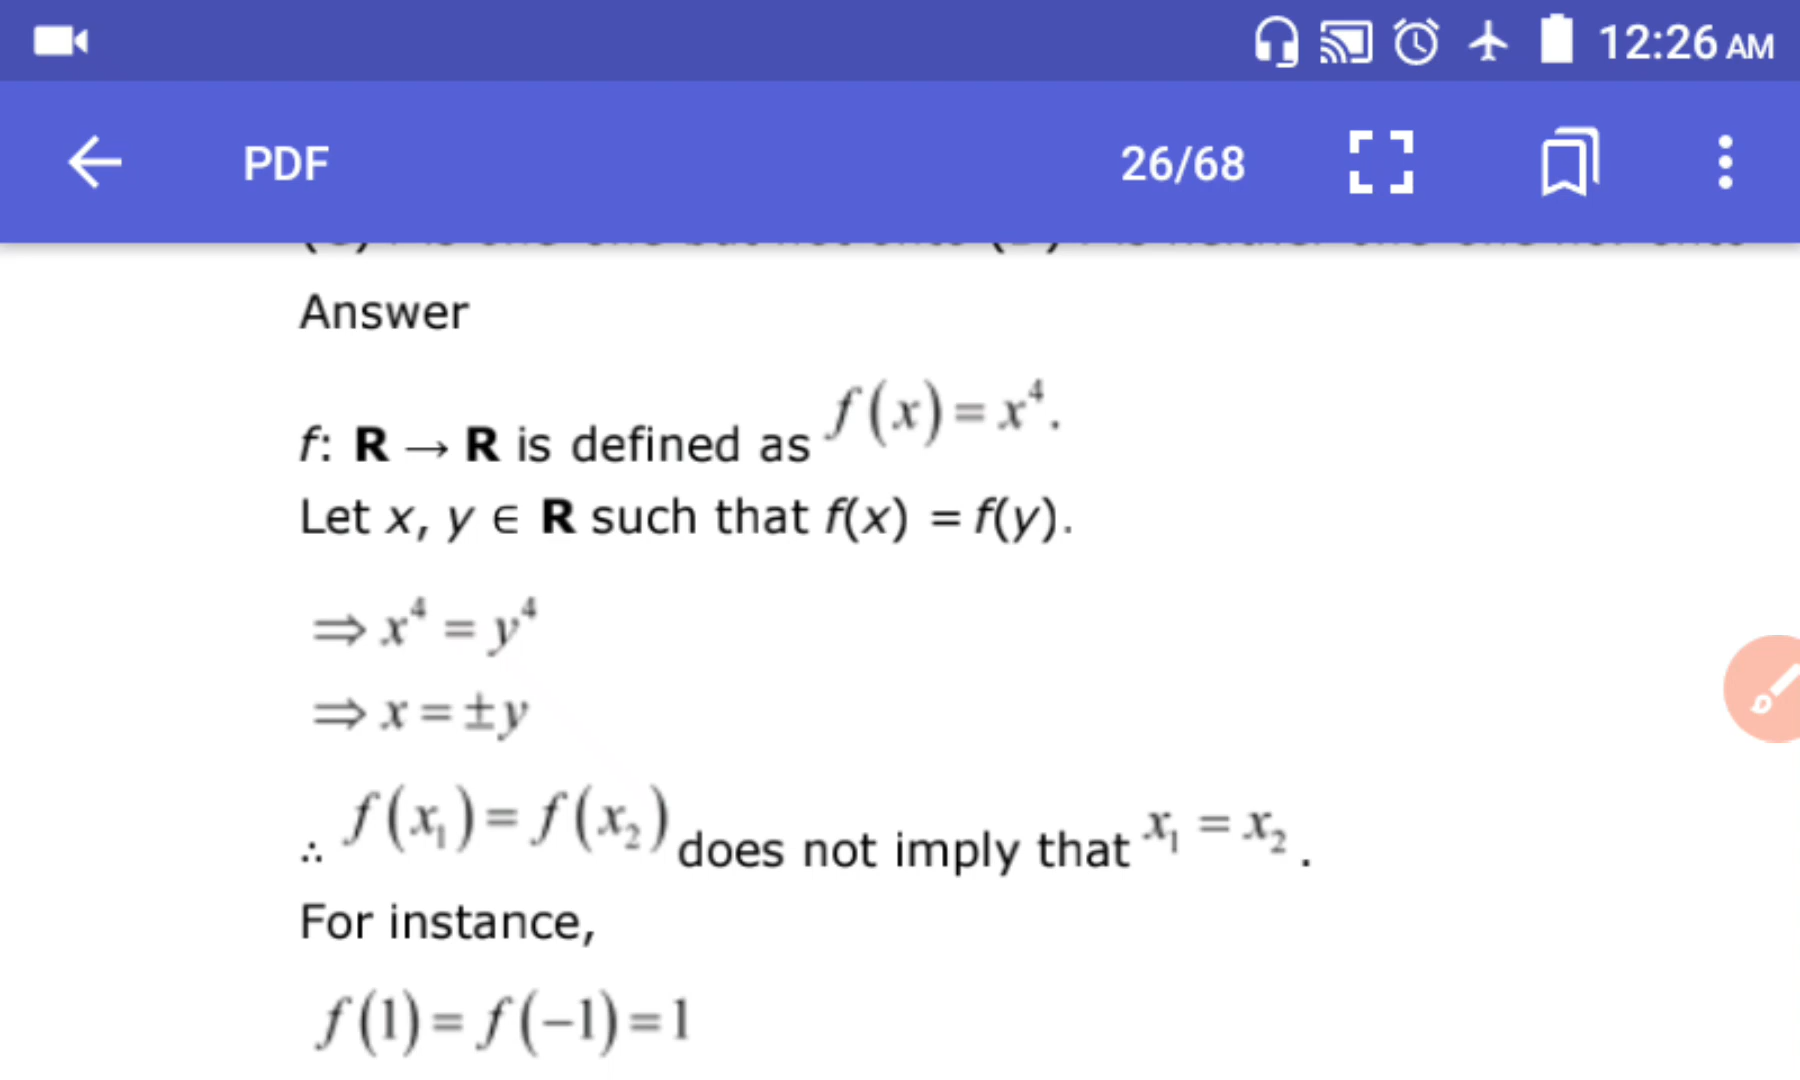 12:26 AM
PDF
26/68
Answer
f: R → R is defined as f(x) = x⁴.
Let x, y ∈ R such that f(x) = f(y).
⇒ x⁴ = y⁴
⇒ x = ±y
∴ f(x₁) = f(x₂) does not imply that x₁ = x₂ .
For instance,
f(1) = f(−1) = 1